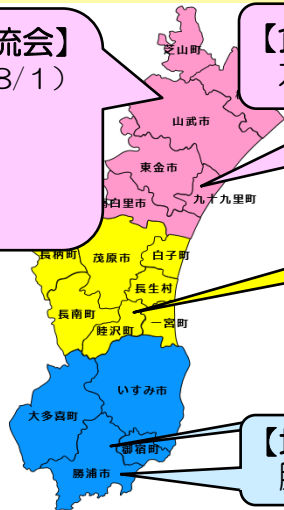 流会】
8/1）
【
芝山町
山武市
東金市
九十九里町
白里市
長柄町
茂原市
白子町
長生村
長南町
睦沢町
一宮町
いすみ市
大多喜町
御宿町
勝浦市
【